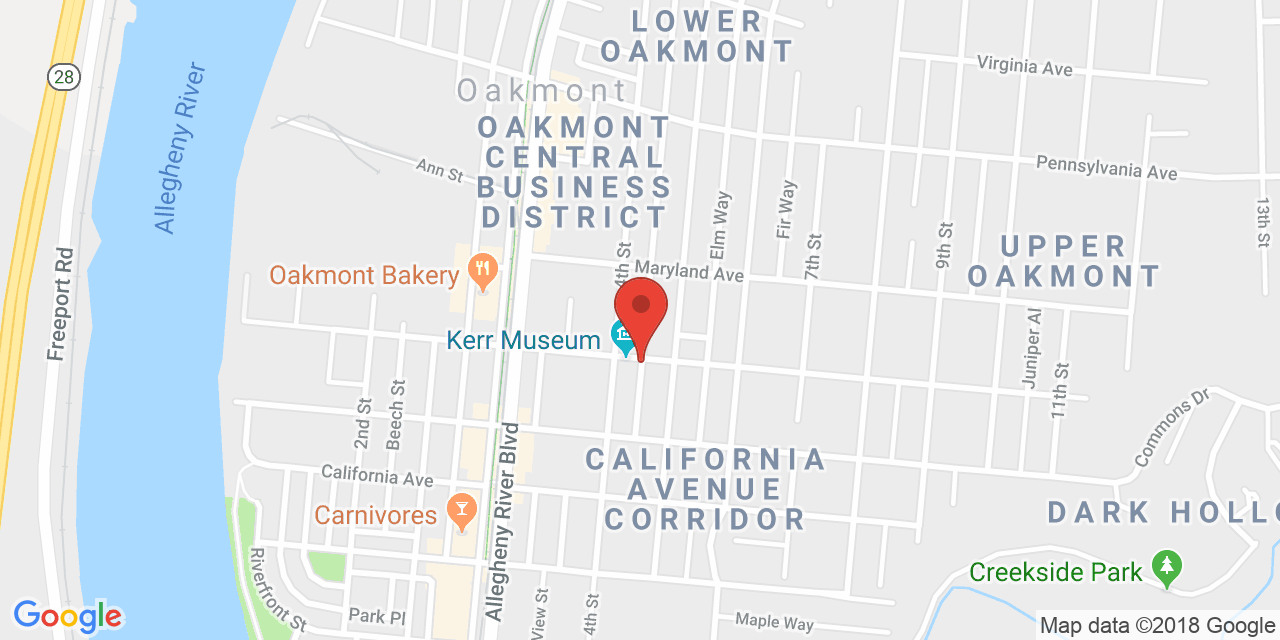 LOWER
OAKMONT
Virginia Ave
28
Oakmont
Allegheny River
OAKMONT
CENTRAL
BUSINESS
DISTRICT
Ann St
Pennsylvania Ave
Elm Way
Fir Way
7th St
9th St
13th St
4th St
UPPER
OAKMONT
Maryland Ave
Oakmont Bakery
Freeport Rd
Kerr Museum
Juniper Al
11th St
2nd St
Beech St
Commons Dr
Allegheny River Blvd
California Ave
CALIFORNIA
AVENUE
CORRIDOR
Carnivores
DARK HOLLO
Creekside Park
Riverfront St
Park Pl
View St
4th St
Maple Way
Google
Map data ©2018 Google